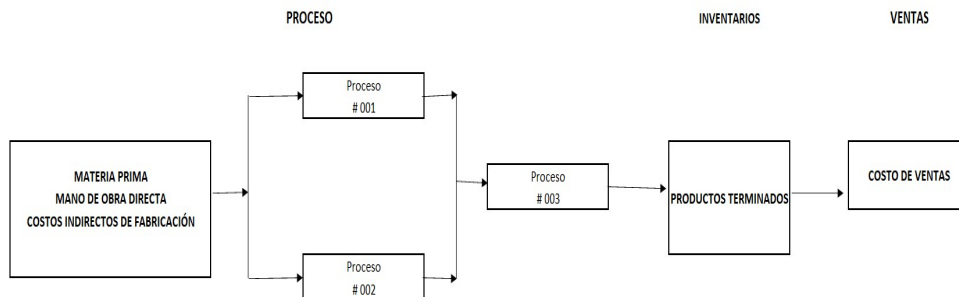 PROCESO
INVENTARIOS
VENTAS
Proceso
# 001
MATERIA PRIMA
MANO DE OBRA DIRECTA
COSTOS INDIRECTOS DE FABRICACIÓN
Proceso
# 003
PRODUCTOS TERMINADOS
COSTO DE VENTAS
Proceso
# 002